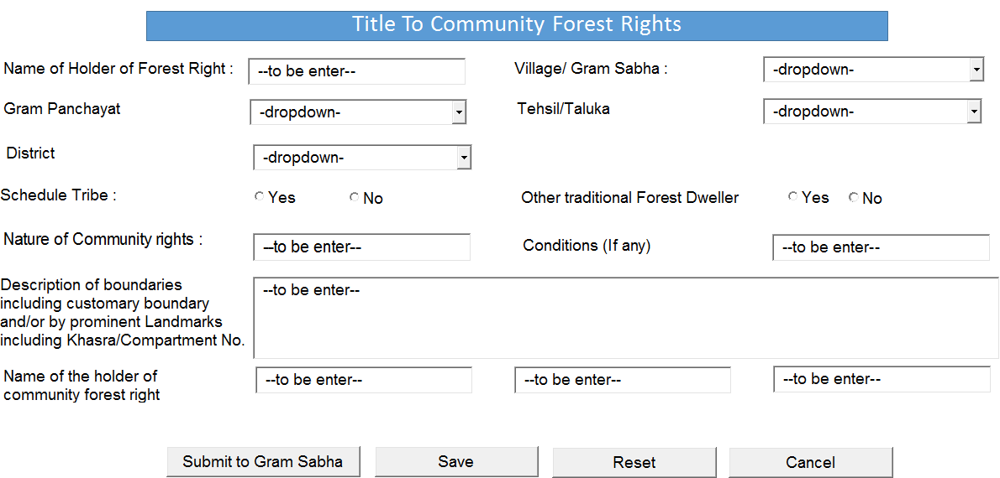 Title To Community Forest Rights
Name of Holder of Forest Right : --to be enter-- Village/ Gram Sabha : -dropdown-
Gram Panchayat -dropdown- Tehsil/Taluka -dropdown-
District -dropdown-
Schedule Tribe : Yes No Other traditional Forest Dweller Yes No
Nature of Community rights : --to be enter-- Conditions (If any) --to be enter--
Description of boundaries
including customary boundary
and/or by prominent Landmarks
including Khasra/Compartment No.
--to be enter--
Name of the holder of
community forest right
--to be enter-- --to be enter-- --to be enter--
Submit to Gram Sabha Save Reset Cancel